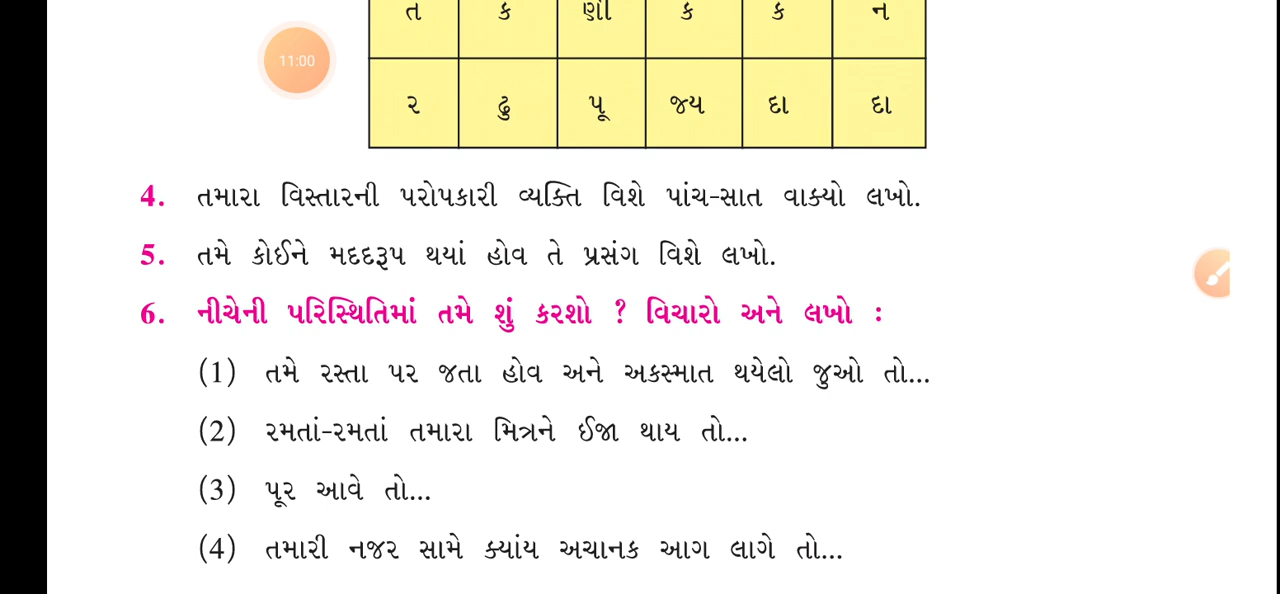 ત ક ણી ક ક ન
11:00
ર ઢુ પૂ જય દા દા
4. તમારા વિસ્તારની પરોપકારી વ્યક્તિ વિશે પાંચ-સાત વાક્યો લખો.
5. તમે કોઈને મદદરૂપ થયાં હોવ તે પ્રસંગ વિશે લખો.
6. નીચેની પરિસ્થિતિમાં તમે શું કરશો ? વિચારો અને લખો :
(1) તમે રસ્તા પર જતા હોવ અને અકસ્માત થયેલો જુઓ તો...
(2) રમતાં-રમતાં તમારા મિત્રને ઈજા થાય તો...
(3) પૂર આવે તો...
(4) તમારી નજર સામે ક્યાંય અચાનક આગ લાગે તો...